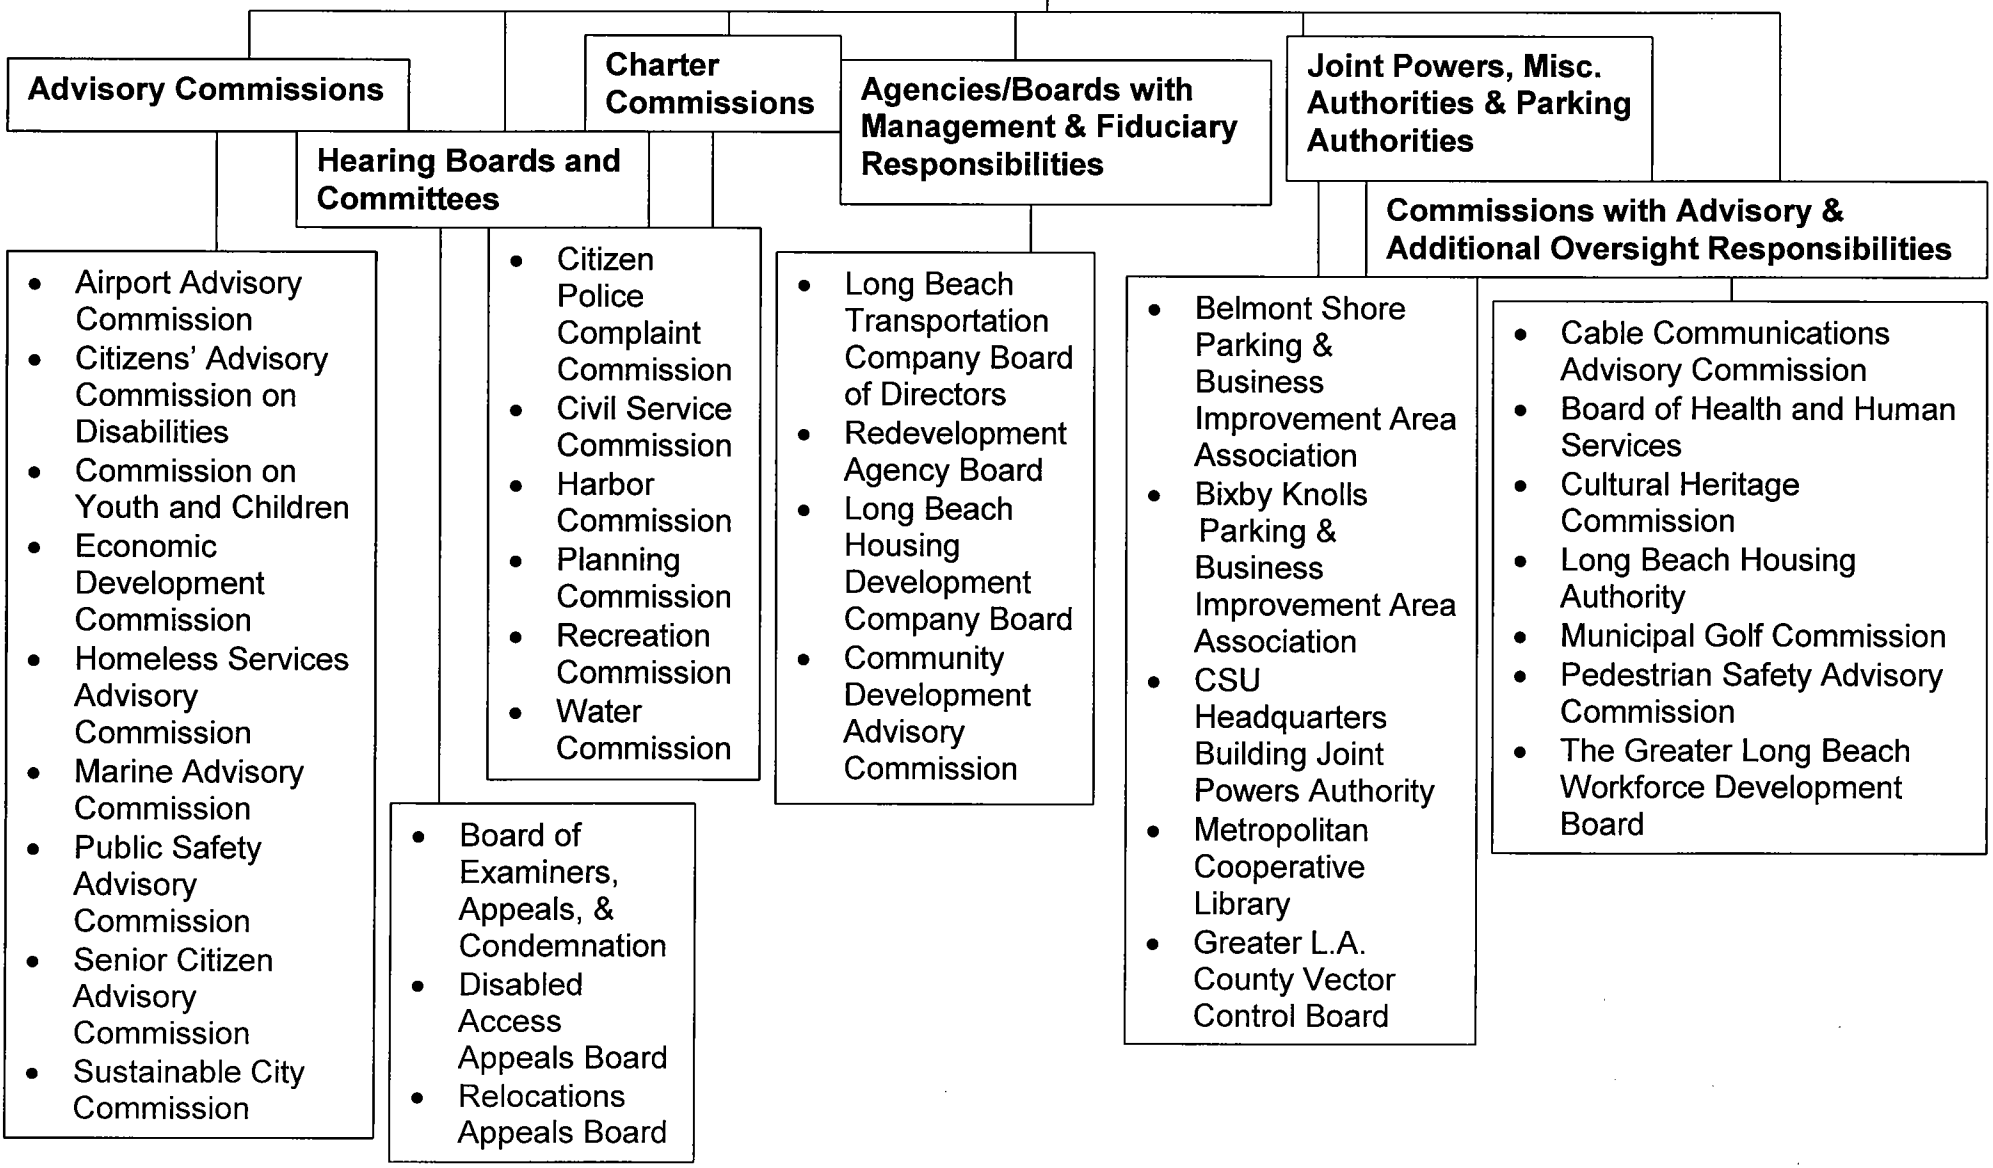 Advisory Commissions
• Airport Advisory
Commission
• Citizens’ Advisory
Commission on
Disabilities
• Commission on
Youth and Children
• Economic
Development
Commission
• Homeless Services
Advisory
Commission
• Marine Advisory
Commission
• Public Safety
Advisory
Commission
• Senior Citizen
Advisory
Commission
• Sustainable City
Commission
Hearing Boards and
Committees
• Board of
Examiners,
Appeals, &
Condemnation
• Disabled
Access
Appeals Board
• Relocations
Appeals Board
Charter
Commissions
• Citizen
Police
Complaint
Commission
• Civil Service
Commission
• Harbor
Commission
• Planning
Commission
• Recreation
Commission
• Water
Commission
Agencies/Boards with
Management & Fiduciary
Responsibilities
• Long Beach
Transportation
Company Board
of Directors
• Redevelopment
Agency Board
• Long Beach
Housing
Development
Company Board
• Community
Development
Advisory
Commission
Joint Powers, Misc.
Authorities & Parking
Authorities
• Belmont Shore
Parking &
Business
Improvement Area
Association
• Bixby Knolls
Parking &
Business
Improvement Area
Association
• CSU
Headquarters
Building Joint
Powers Authority
• Metropolitan
Cooperative
Library
• Greater L.A.
County Vector
Control Board
Commissions with Advisory &
Additional Oversight Responsibilities
• Cable Communications
Advisory Commission
• Board of Health and Human
Services
• Cultural Heritage
Commission
• Long Beach Housing
Authority
• Municipal Golf Commission
• Pedestrian Safety Advisory
Commission
• The Greater Long Beach
Workforce Development
Board